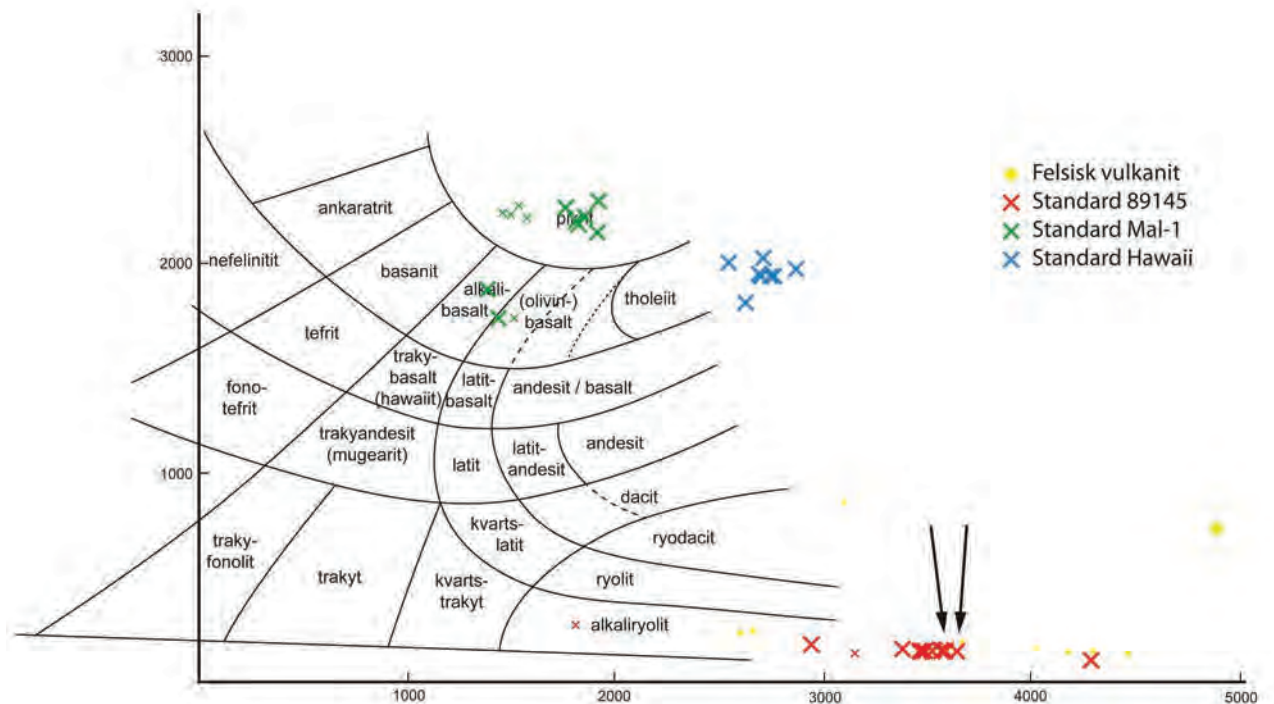 3000
2000
1000
1000
2000
3000
4000
5000
ankaratrit
nefelinitit
basanit
alkali-
basalt
(olivin-)
basalt
tholeiit
tefrit
traky-
basalt
(hawaiit)
latit-
basalt
andesit / basalt
fono-
tefrit
trakyandesit
(mugearit)
latit
latit-
andesit
andesit
dacit
traky-
fonolit
trakyt
kvarts-
latit
kvarts-
trakyt
ryodacit
ryolit
alkaliryolit
Felsisk vulkanit
Standard 89145
Standard Mal-1
Standard Hawaii